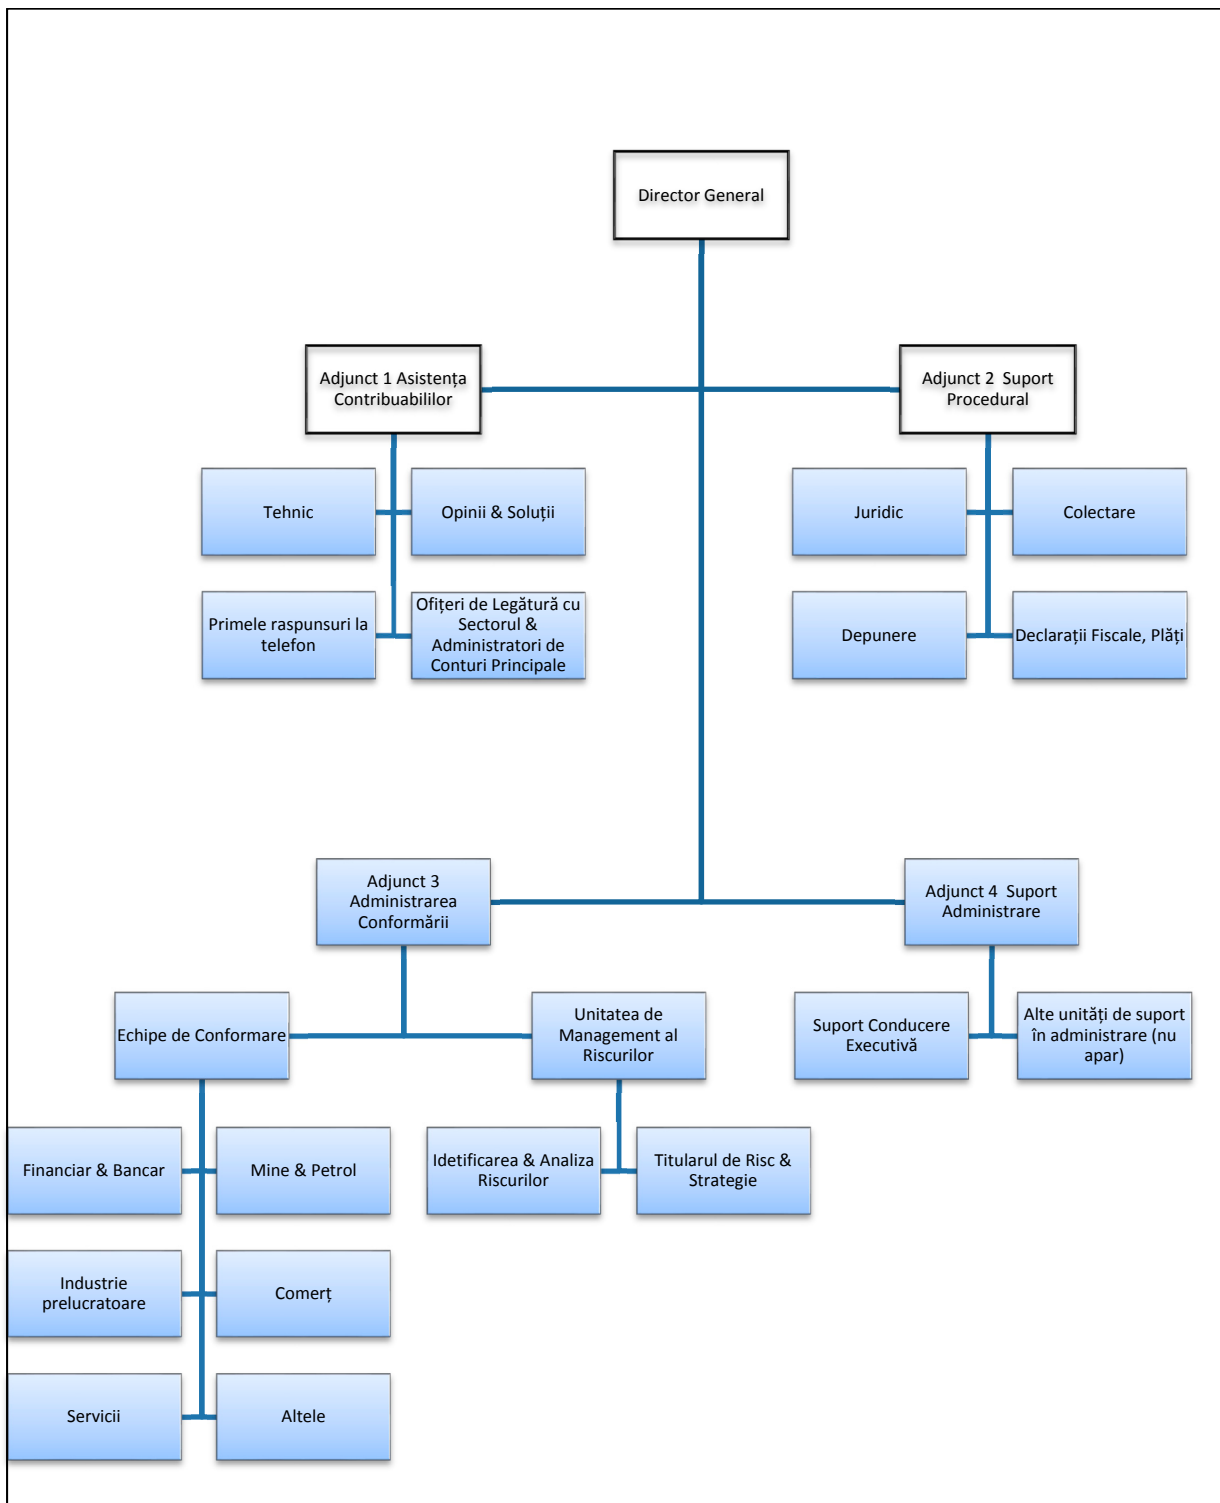 Director General
Adjunct 1 Asistența
Contribuabililor
Adjunct 2  Suport
Procedural
Tehnic
Opinii & Soluții
Juridic
Colectare
Primele raspunsuri la
telefon
Ofițeri de Legătură cu
Sectorul &
Administratori de
Conturi Principale
Depunere
Declarații Fiscale, Plăți
Adjunct 3
Administrarea
Conformării
Adjunct 4  Suport
Administrare
Echipe de Conformare
Unitatea de
Management al
Riscurilor
Suport Conducere
Executivă
Alte unități de suport
în administrare (nu
apar)
Financiar & Bancar
Mine & Petrol
Idetificarea & Analiza
Riscurilor
Titularul de Risc &
Strategie
Industrie
prelucratoare
Comerț
Servicii
Altele